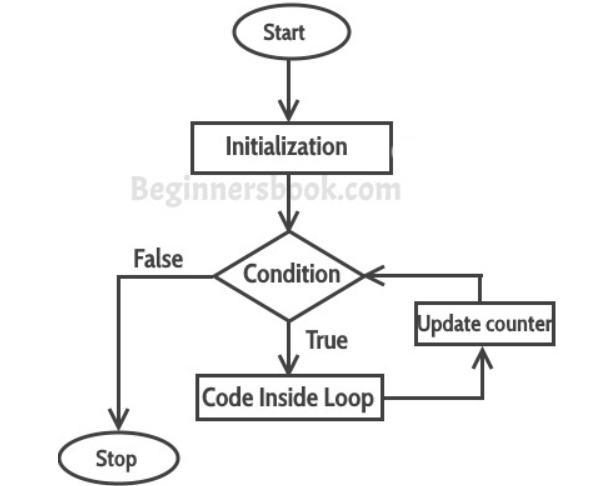 Start
Initialization
Beginnersbook.com
False
Condition
Update counter
True
Code Inside Loop
Stop